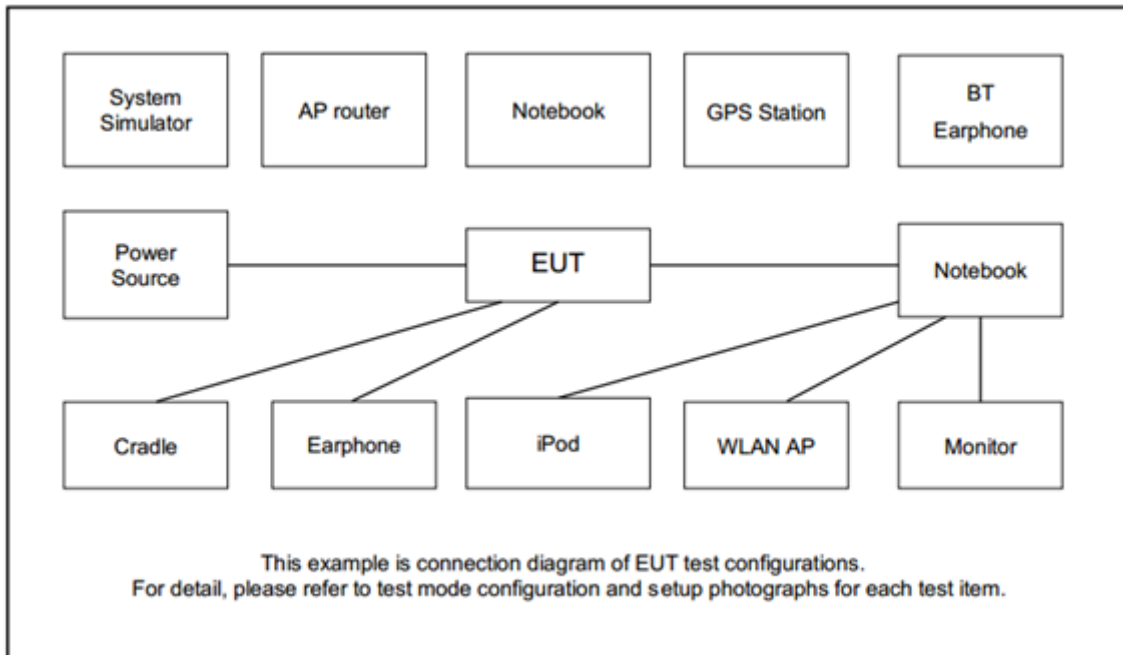 System
Simulator
AP router
Notebook
GPS Station
BT
Earphone
Power
Source
EUT
Notebook
Cradle
Earphone
iPod
WLAN AP
Monitor
This example is connection diagram of EUT test configurations.
For detail, please refer to test mode configuration and setup photographs for each test item.